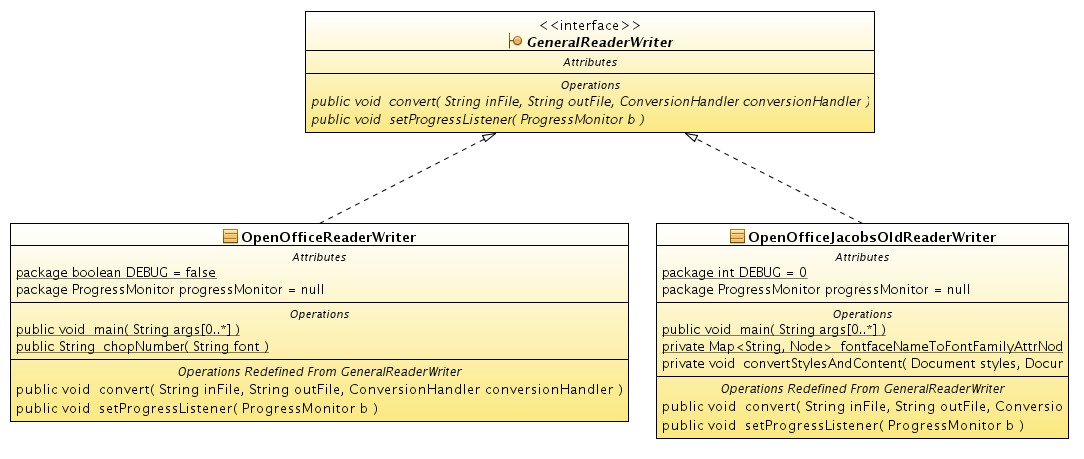 <<interface>>
GeneralReaderWriter
Attributes
Operations
public void convert( String inFile, String outFile, ConversionHandler conversionHandler )
public void setProgressListener( ProgressMonitor b )
OpenOfficeReaderWriter
Attributes
package boolean DEBUG = false
package ProgressMonitor progressMonitor = null
Operations
public void main( String args[0..*] )
public String chopNumber( String font )
Operations Redefined From GeneralReaderWriter
public void convert( String inFile, String outFile, ConversionHandler conversionHandler )
public void setProgressListener( ProgressMonitor b )
OpenOfficeJacobsOldReaderWriter
Attributes
package int DEBUG = 0
package ProgressMonitor progressMonitor = null
Operations
public void main( String args[0..*] )
private Map<String, Node> fontfaceNameToFontFamilyAttrNod
private void convertStylesAndContent( Document styles, Docur
Operations Redefined From GeneralReaderWriter
public void convert( String inFile, String outFile, Conversio
public void setProgressListener( ProgressMonitor b )